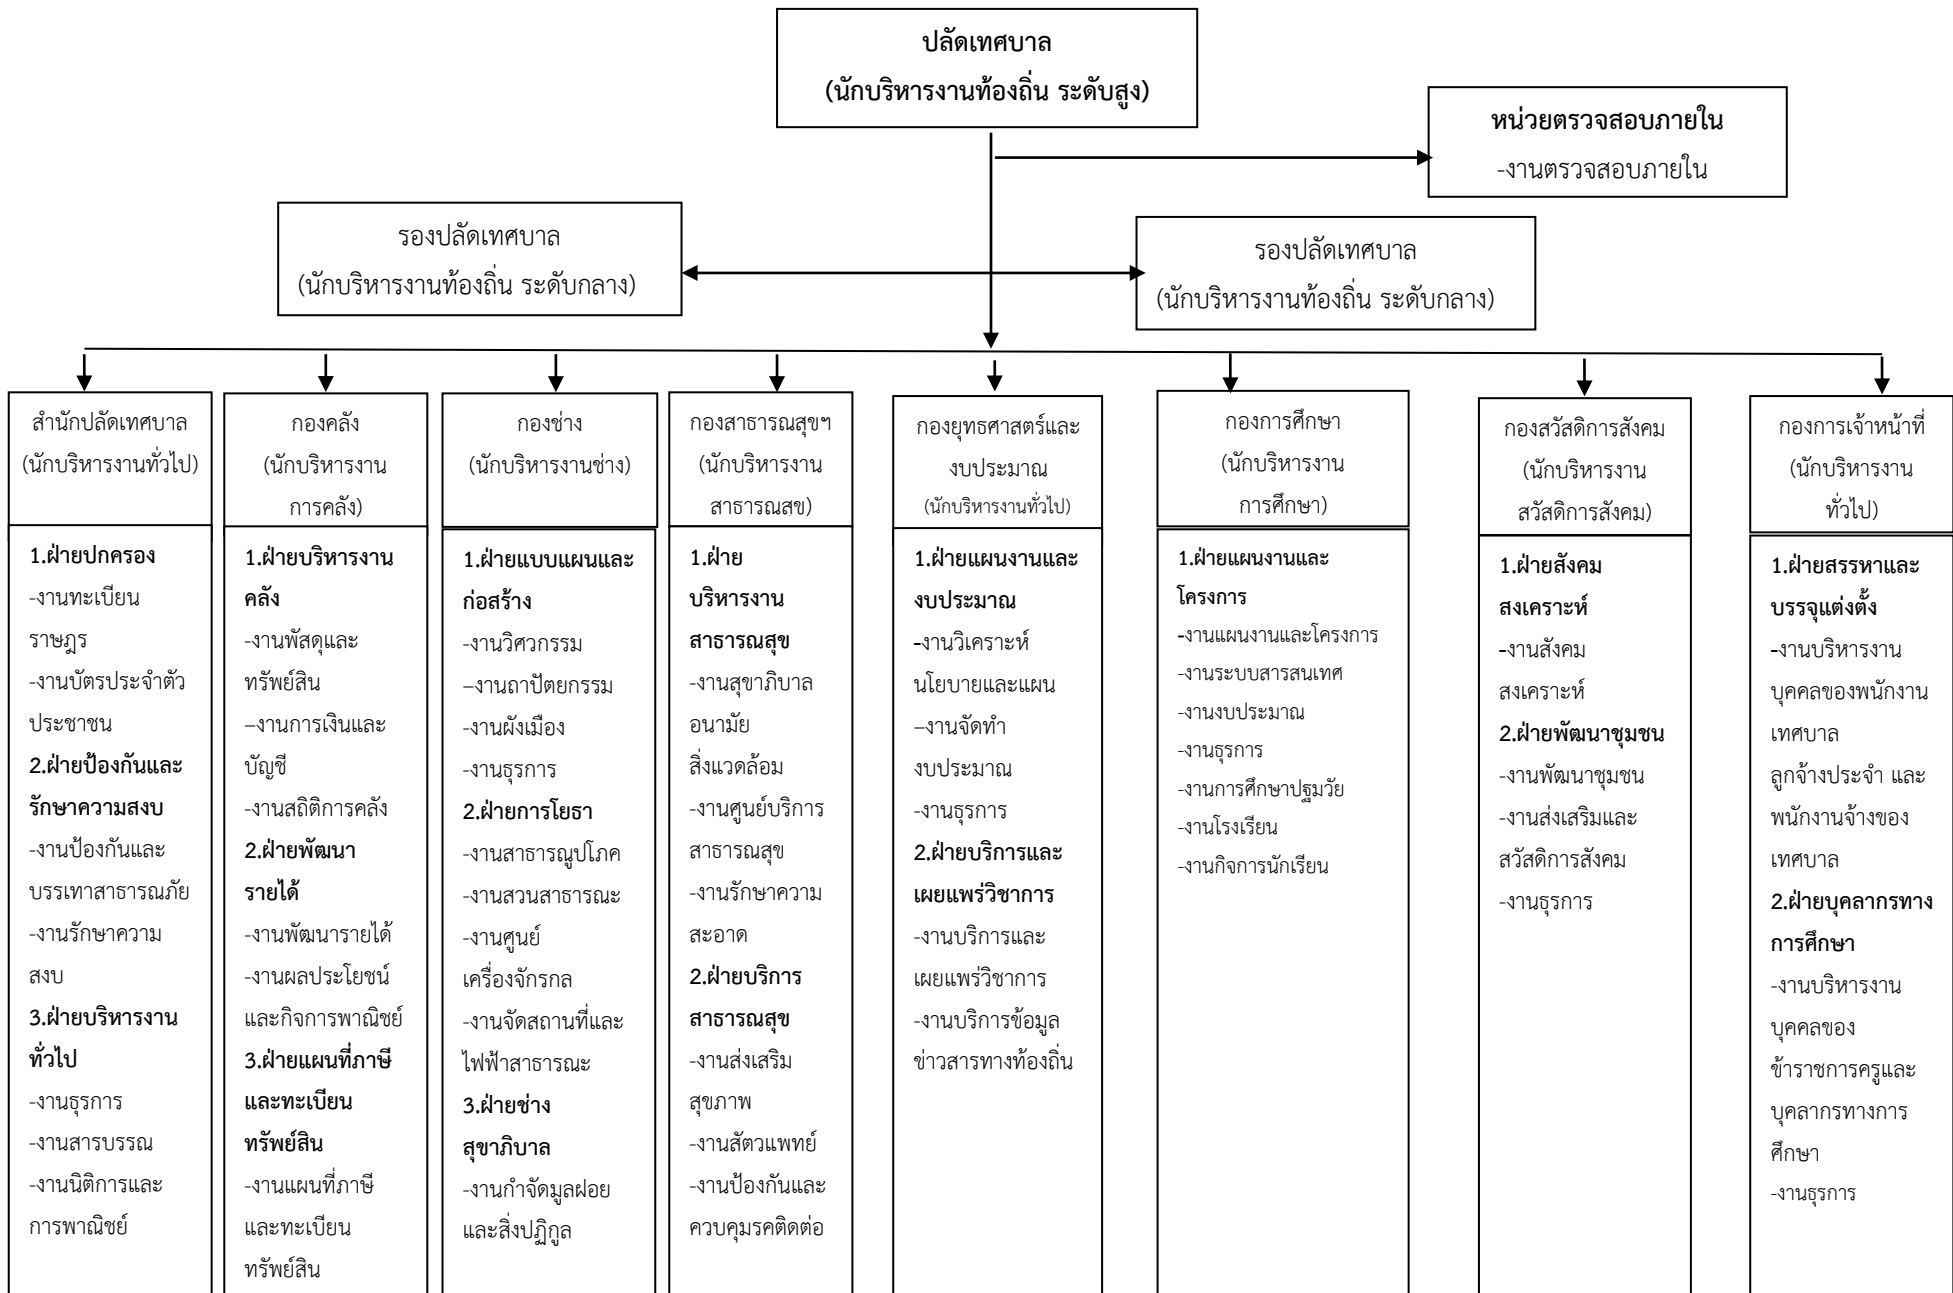 ปลัดเทศบาล
(นักบริหารงานท้องถิ่น ระดับสูง)
หน่วยตรวจสอบภายใน
-งานตรวจสอบภายใน
รองปลัดเทศบาล
(นักบริหารงานท้องถิ่น ระดับกลาง)
รองปลัดเทศบาล
(นักบริหารงานท้องถิ่น ระดับกลาง)
สำนักปลัดเทศบาล
(นักบริหารงานทั่วไป)
1.ฝ่ายปกครอง
-งานทะเบียน
ราษฎร
-งานบัตรประจำตัว
ประชาชน
2.ฝ่ายป้องกันและ
รักษาความสงบ
-งานป้องกันและ
บรรเทาสาธารณภัย
-งานรักษาความ
สงบ
3.ฝ่ายบริหารงาน
ทั่วไป
-งานธุรการ
-งานสารบรรณ
-งานนิติการและ
การพาณิชย์
กองคลัง
(นักบริหารงาน
การคลัง)
1.ฝ่ายบริหารงาน
คลัง
-งานพัสดุและ
ทรัพย์สิน
–งานการเงินและ
บัญชี
-งานสถิติการคลัง
2.ฝ่ายพัฒนา
รายได้
-งานพัฒนารายได้
-งานผลประโยชน์
และกิจการพาณิชย์
3.ฝ่ายแผนที่ภาษี
และทะเบียน
ทรัพย์สิน
-งานแผนที่ภาษี
และทะเบียน
ทรัพย์สิน
กองช่าง
(นักบริหารงานช่าง)
1.ฝ่ายแบบแผนและ
ก่อสร้าง
-งานวิศวกรรม
–งานถาปัตยกรรม
-งานผังเมือง
-งานธุรการ
2.ฝ่ายการโยธา
-งานสาธารณูปโภค
-งานสวนสาธารณะ
-งานศูนย์
เครื่องจักรกล
-งานจัดสถานที่และ
ไฟฟ้าสาธารณะ
3.ฝ่ายช่าง
สุขาภิบาล
-งานกำจัดมูลฝอย
และสิ่งปฏิกูล
กองสาธารณสุขฯ
(นักบริหารงาน
สาธารณสข)
1.ฝ่าย
บริหารงาน
สาธารณสุข
-งานสุขาภิบาล
อนามัย
สิ่งแวดล้อม
-งานศูนย์บริการ
สาธารณสุข
-งานรักษาความ
สะอาด
2.ฝ่ายบริการ
สาธารณสุข
-งานส่งเสริม
สุขภาพ
-งานสัตวแพทย์
-งานป้องกันและ
ควบคุมรคติดต่อ
กองยุทธศาสตร์และ
งบประมาณ
(นักบริหารงานทั่วไป)
1.ฝ่ายแผนงานและ
งบประมาณ
-งานวิเคราะห์
นโยบายและแผน
–งานจัดทำ
งบประมาณ
-งานธุรการ
2.ฝ่ายบริการและ
เผยแพร่วิชาการ
-งานบริการและ
เผยแพร่วิชาการ
-งานบริการข้อมูล
ข่าวสารทางท้องถิ่น
กองการศึกษา
(นักบริหารงาน
การศึกษา)
1.ฝ่ายแผนงานและ
โครงการ
-งานแผนงานและโครงการ
-งานระบบสารสนเทศ
-งานงบประมาณ
-งานธุรการ
-งานการศึกษาปฐมวัย
-งานโรงเรียน
-งานกิจการนักเรียน
กองสวัสดิการสังคม
(นักบริหารงาน
สวัสดิการสังคม)
1.ฝ่ายสังคม
สงเคราะห์
-งานสังคม
สงเคราะห์
2.ฝ่ายพัฒนาชุมชน
-งานพัฒนาชุมชน
-งานส่งเสริมและ
สวัสดิการสังคม
-งานธุรการ
กองการเจ้าหน้าที่
(นักบริหารงาน
ทั่วไป)
1.ฝ่ายสรรหาและ
บรรจุแต่งตั้ง
-งานบริหารงาน
บุคคลของพนักงาน
เทศบาล
ลูกจ้างประจำ และ
พนักงานจ้างของ
เทศบาล
2.ฝ่ายบุคลากรทาง
การศึกษา
-งานบริหารงาน
บุคคลของ
ข้าราชการครูและ
บุคลากรทางการ
ศึกษา
-งานธุรการ